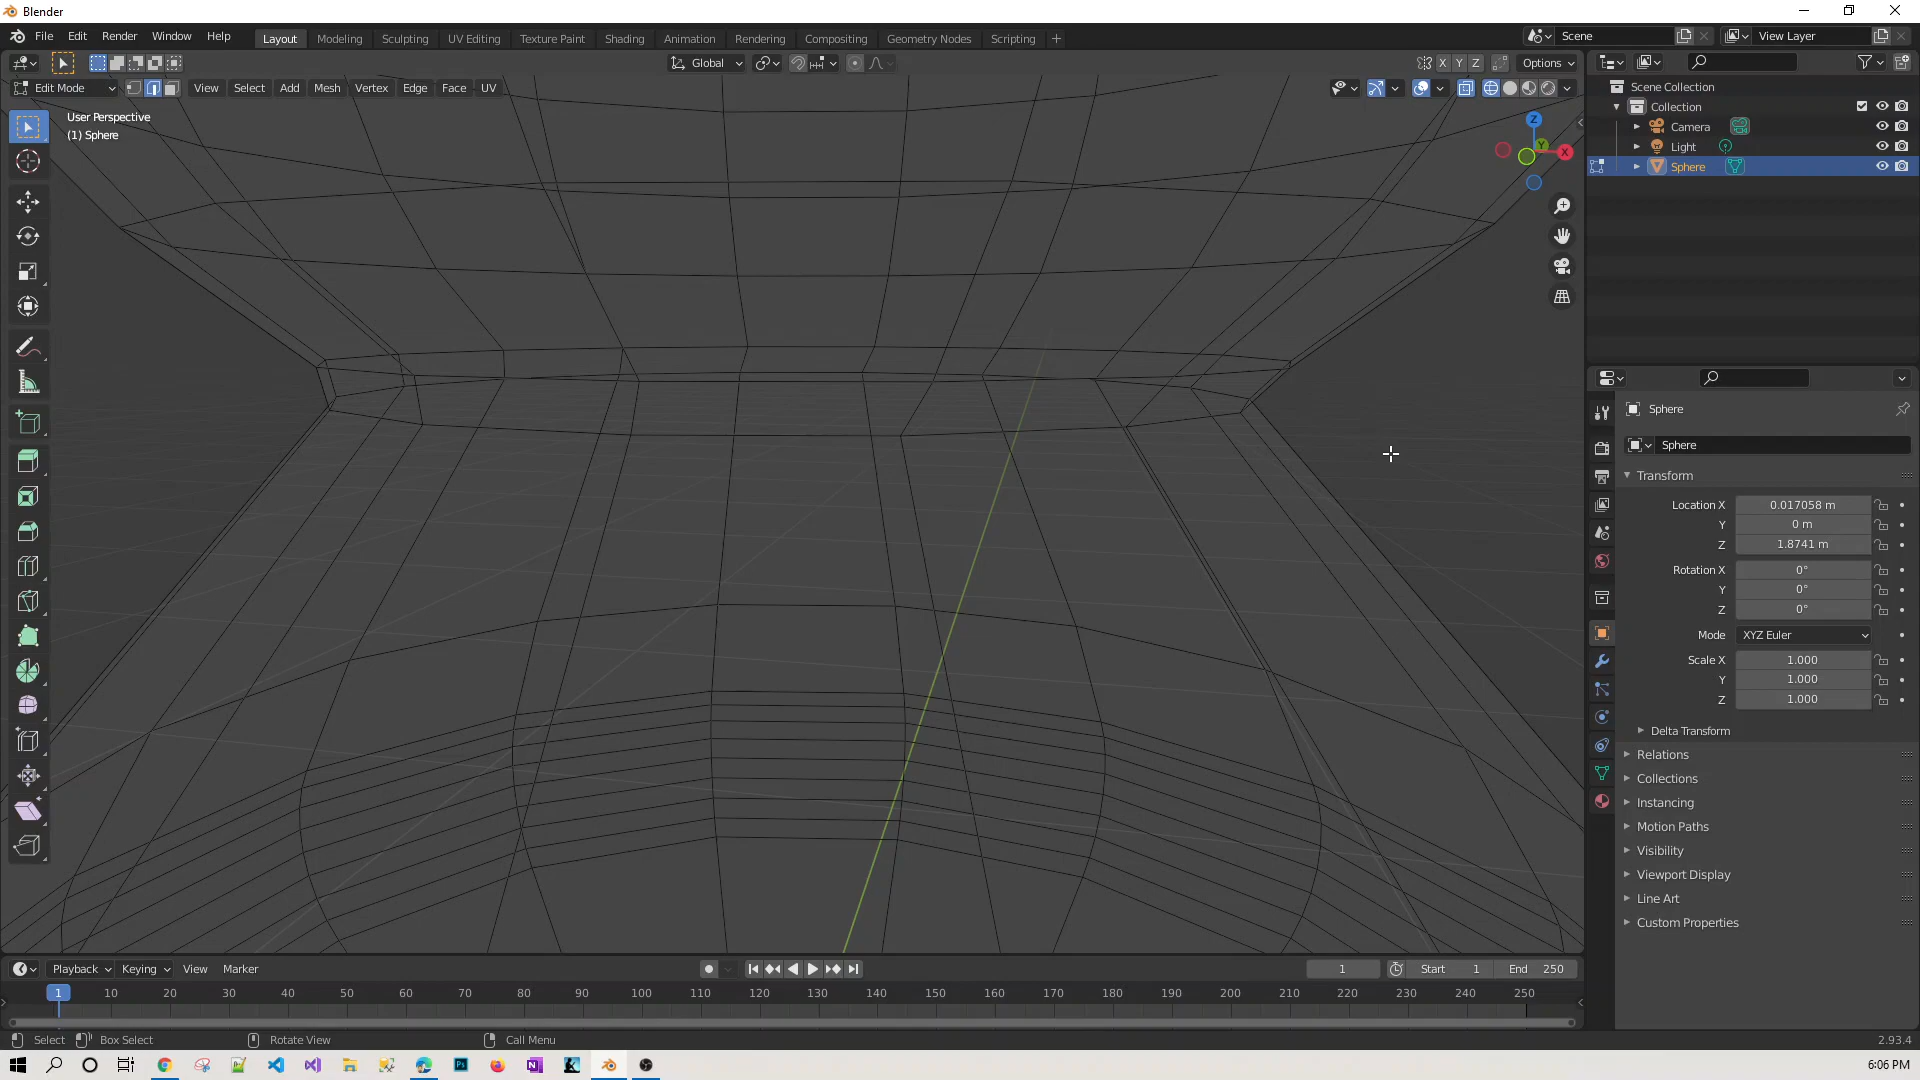 Blender
File Edit Render Window Help
Layout Modeling Sculpting UV Editing Texture Paint Shading Animation Rendering Compositing Geometry Nodes Scripting +
Scene
View Layer
Global
X Y Z
Options
Edit Mode
View Select Add Mesh Vertex Edge Face UV
User Perspective
(1) Sphere
Z
Y
X
Scene Collection
Collection
Camera
Light
Sphere
Sphere
Sphere
Transform
Location X 0.017058 m
Y 0 m
Z 1.8741 m
Rotation X 0°
Y 0°
Z 0°
Mode XYZ Euler
Scale X 1.000
Y 1.000
Z 1.000
Delta Transform
Relations
Collections
Instancing
Motion Paths
Visibility
Viewport Display
Line Art
Custom Properties
Playback Keying View Marker
1 Start 1 End 250
1 10 20 30 40 50 60 70 80 90 100 110 120 130 140 150 160 170 180 190 200 210 220 230 240 250
Select Box Select Rotate View Call Menu 2.93.4
Ps
N
6:06 PM